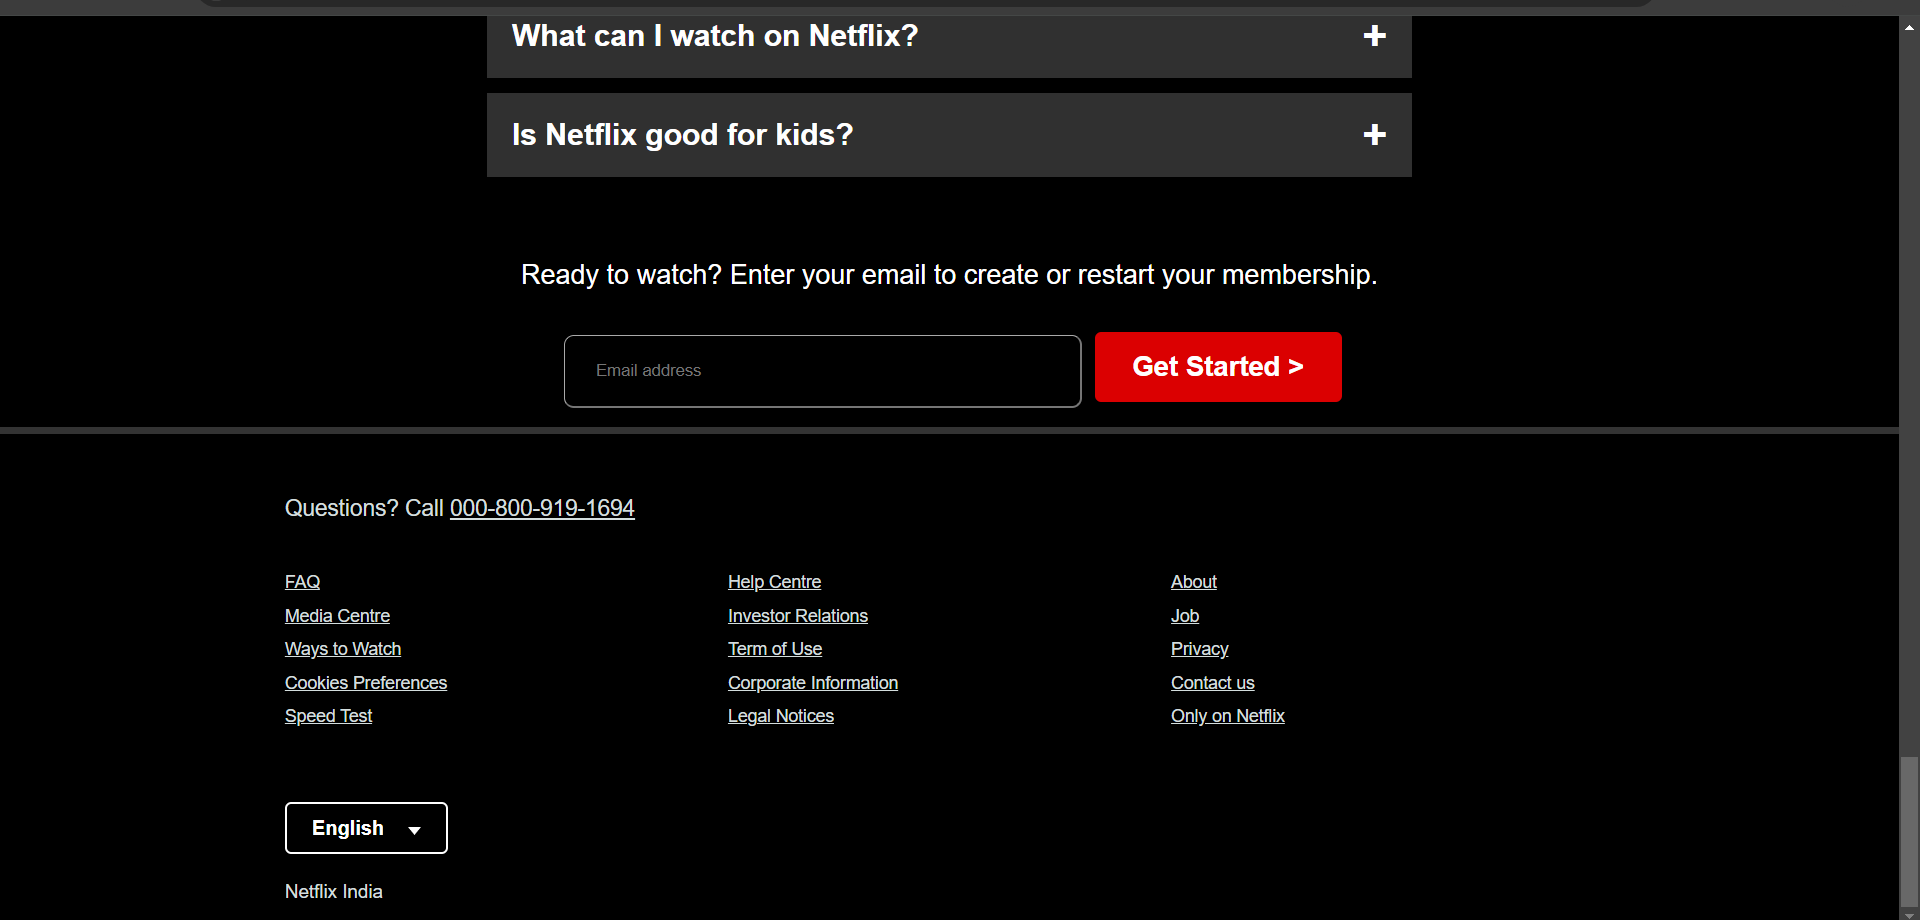 What can I watch on Netflix? +
Is Netflix good for kids? +
Ready to watch? Enter your email to create or restart your membership.
Email address
Get Started >
Questions? Call 000-800-919-1694
FAQ
Help Centre
About
Media Centre
Investor Relations
Job
Ways to Watch
Term of Use
Privacy
Cookies Preferences
Corporate Information
Contact us
Speed Test
Legal Notices
Only on Netflix
English
Netflix India